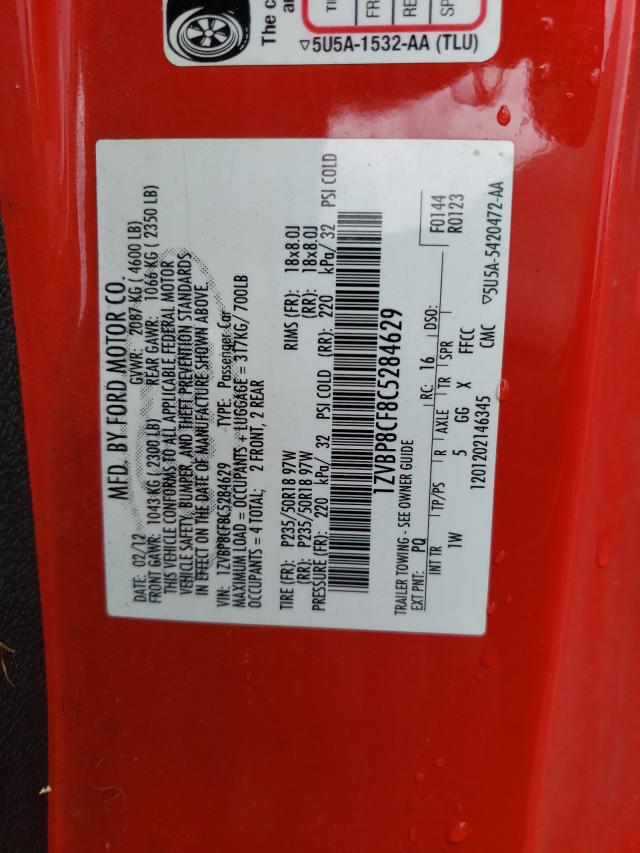 The c
an
TI
FR
RE
SP
▽5U5A-1532-AA (TLU)
MFD. BY FORD MOTOR CO.
DATE: 02/12 GVWR: 2087 KG ( 4600 LB)
FRONT GAWR: 1043 KG ( 2300 LB) REAR GAWR: 1066 KG ( 2350 LB)
THIS VEHICLE CONFORMS TO ALL APPLICABLE FEDERAL MOTOR
VEHICLE SAFETY, BUMPER, AND THEFT PREVENTION STANDARDS
IN EFFECT ON THE DATE OF MANUFACTURE SHOWN ABOVE.
VIN: 1ZVBP8CF8C5284629 TYPE: Passenger Car
MAXIMUM LOAD = OCCUPANTS + LUGGAGE = 317KG/ 700LB
OCCUPANTS = 4 TOTAL; 2 FRONT, 2 REAR
TIRE (FR): P235/50R18 97W RIMS (FR): 18x8.0J
(RR): P235/50R18 97W (RR): 18x8.0J
PRESSURE (FR): 220 kPa/ 32 PSI COLD (RR): 220 kPa/ 32 PSI COLD
1ZVBP8CF8C5284629
TRAILER TOWING - SEE OWNER GUIDE
EXT PNT: PQ RC: 16 DSO: F0144
R0123
INT TR TP/PS R AXLE TR SPR
1W 5 GG X FFCC
1201202146345 CMC ▽5U5A-5420472-AA